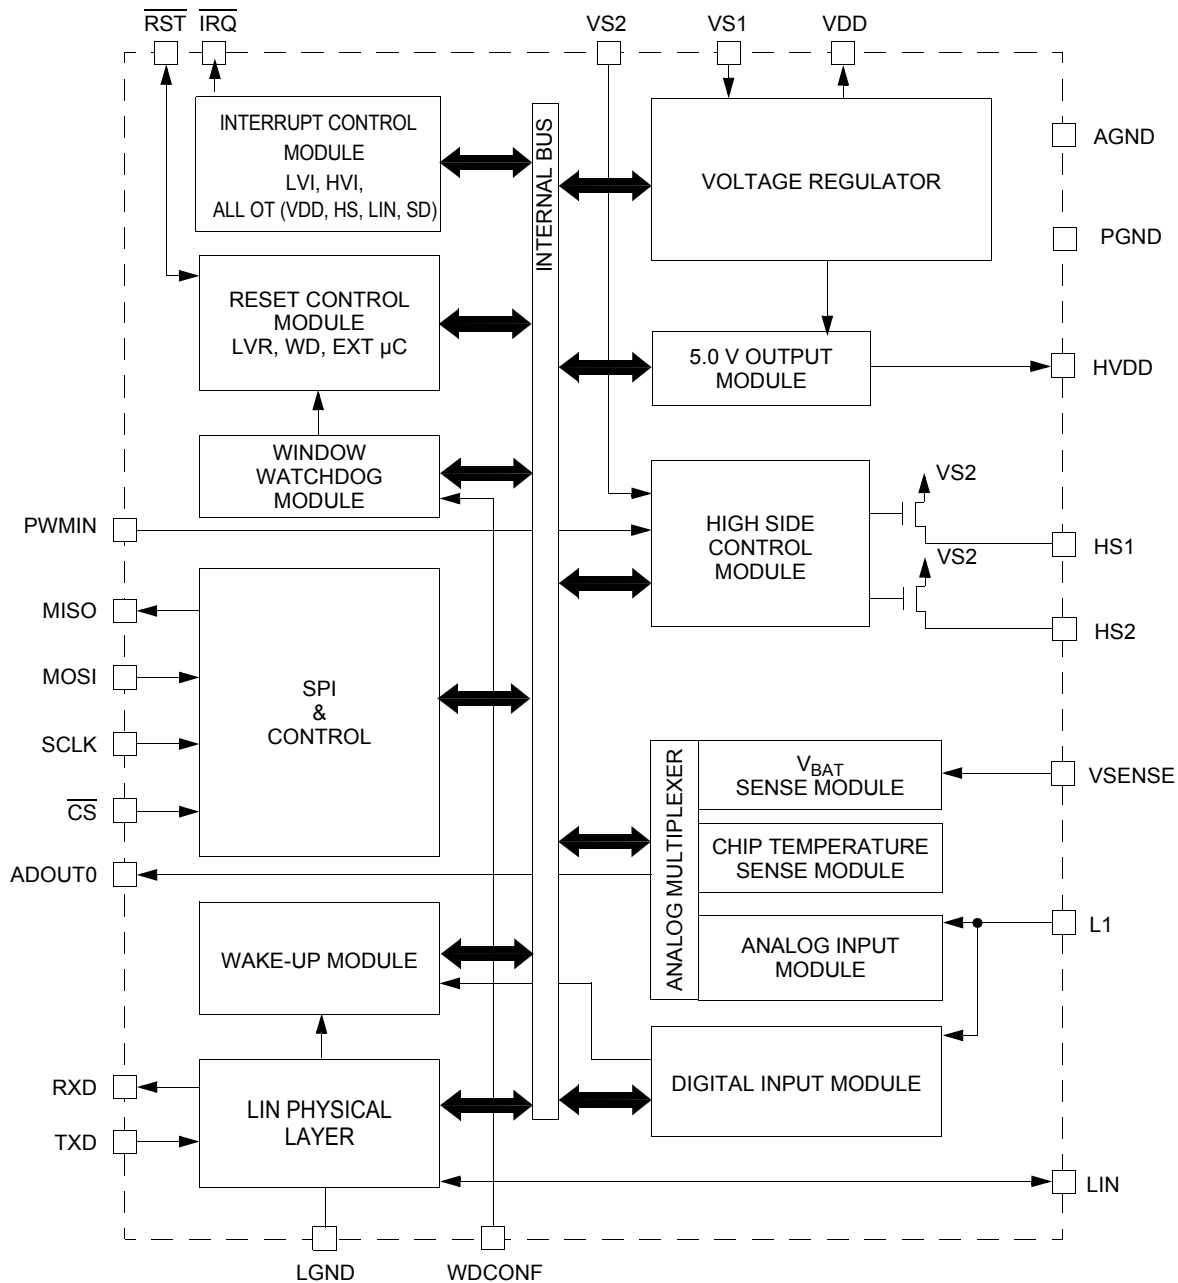 RST
IRQ
VS2
VS1
VDD
INTERRUPT CONTROL
MODULE
LVI, HVI,
ALL OT (VDD, HS, LIN, SD)
INTERNAL BUS
VOLTAGE REGULATOR
AGND
PGND
RESET CONTROL
MODULE
LVR, WD, EXT µC
5.0 V OUTPUT
MODULE
HVDD
WINDOW
WATCHDOG
MODULE
PWMIN
HIGH SIDE
CONTROL
MODULE
VS2
HS1
VS2
HS2
MISO
MOSI
SCLK
CS
SPI
&
CONTROL
ANALOG MULTIPLEXER
VBAT
SENSE MODULE
VSENSE
CHIP TEMPERATURE
SENSE MODULE
ADOUT0
ANALOG INPUT
MODULE
L1
WAKE-UP MODULE
DIGITAL INPUT MODULE
RXD
TXD
LIN PHYSICAL
LAYER
LIN
LGND
WDCONF